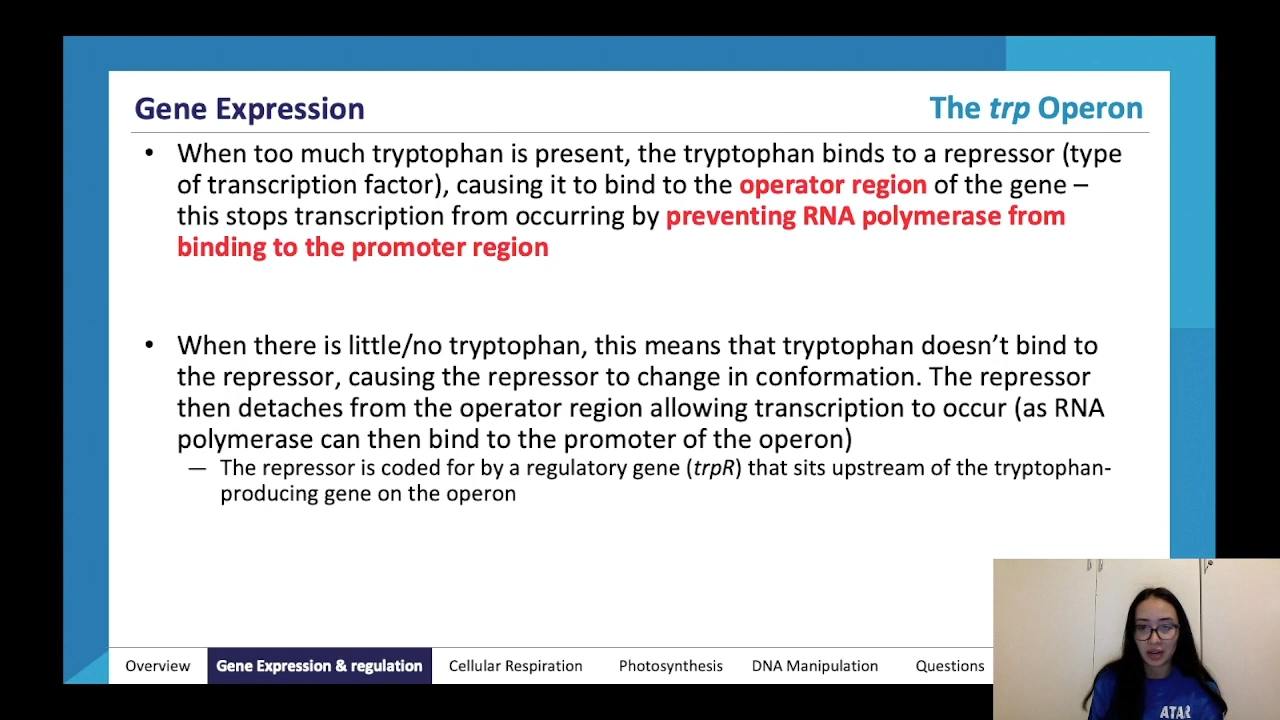 Gene Expression
The trp Operon
• When too much tryptophan is present, the tryptophan binds to a repressor (type
of transcription factor), causing it to bind to the operator region of the gene –
this stops transcription from occurring by preventing RNA polymerase from
binding to the promoter region
• When there is little/no tryptophan, this means that tryptophan doesn’t bind to
the repressor, causing the repressor to change in conformation. The repressor
then detaches from the operator region allowing transcription to occur (as RNA
polymerase can then bind to the promoter of the operon)
— The repressor is coded for by a regulatory gene (trpR) that sits upstream of the tryptophan-
producing gene on the operon
Overview Gene Expression & regulation Cellular Respiration Photosynthesis DNA Manipulation Questions
ATAR